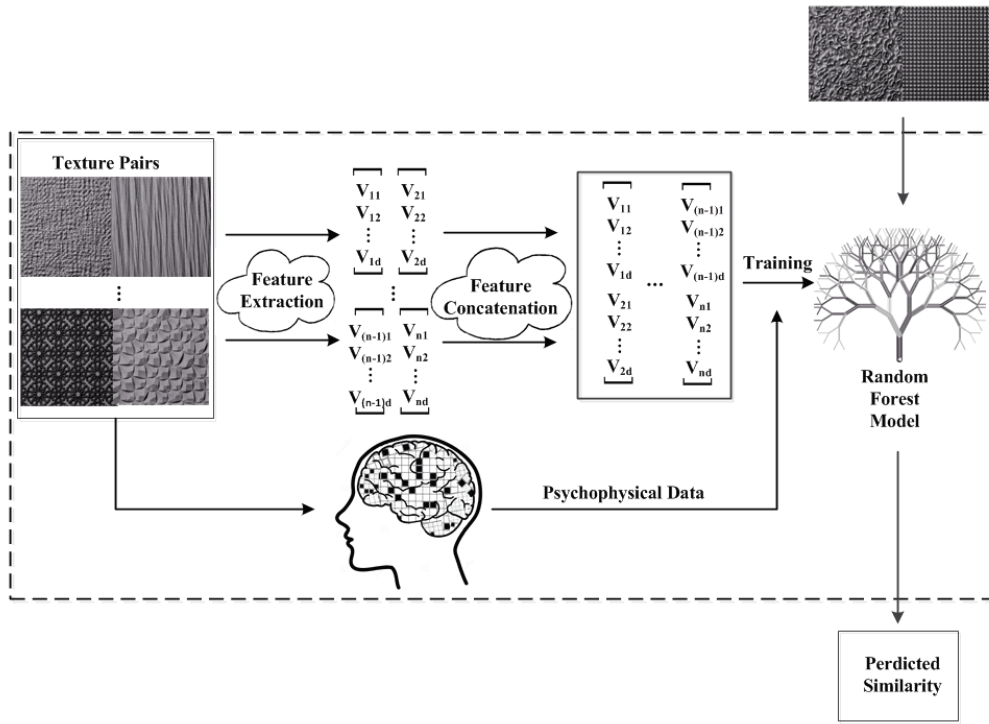 Texture Pairs
Feature
Extraction
V11 V21
V12 V22
⋮ ⋮
V1d V2d
⋮
V(n-1)1 Vn1
V(n-1)2 Vn2
⋮ ⋮
V(n-1)d Vnd
Feature
Concatenation
V11 V(n-1)1
V12 V(n-1)2
⋮ ⋮
V1d V(n-1)d
...
V21 Vn1
V22 Vn2
⋮ ⋮
V2d Vnd
Training
Random
Forest
Model
Psychophysical Data
Perdicted
Similarity